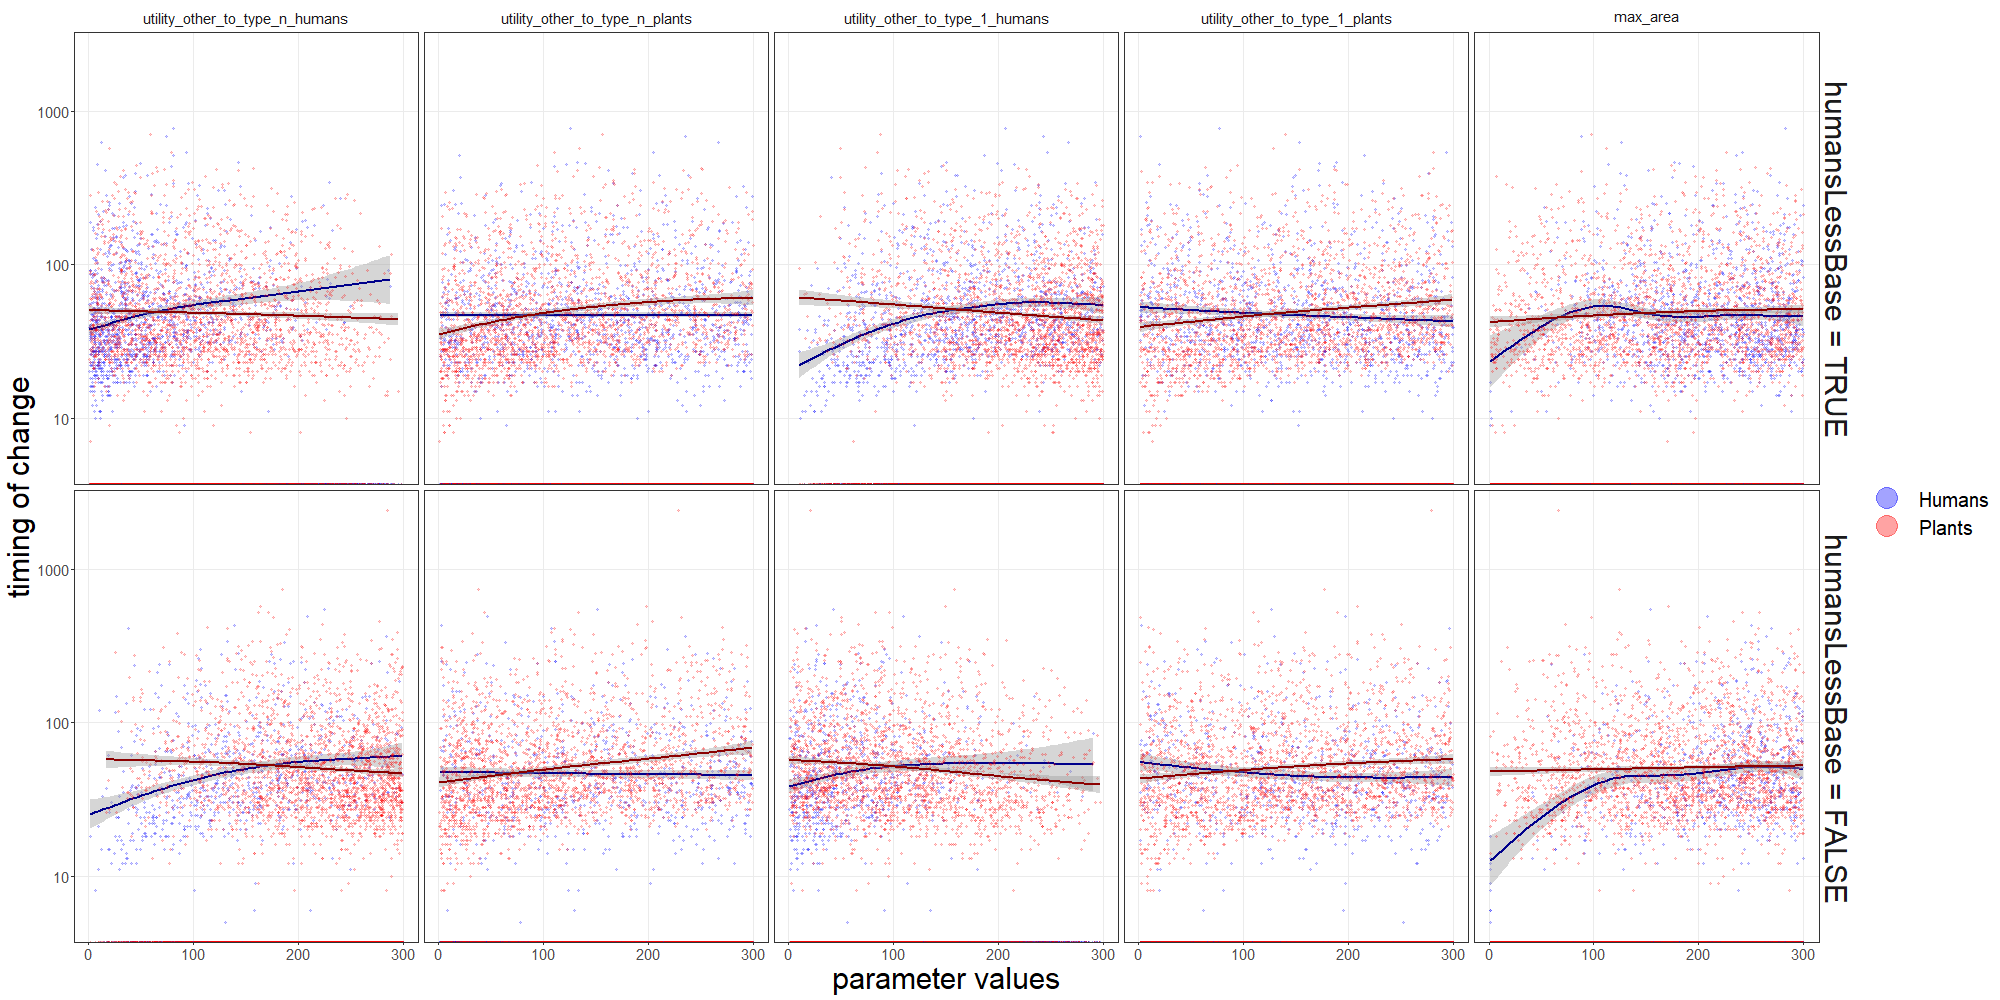 utility_other_to_type_n_humans
utility_other_to_type_n_plants
utility_other_to_type_1_humans
utility_other_to_type_1_plants
max_area
1000
100
10
humansLessBase = TRUE
1000
100
10
humansLessBase = FALSE
timing of change
0
100
200
300
0
100
200
300
0
100
200
300
0
100
200
300
0
100
200
300
parameter values
Humans
Plants